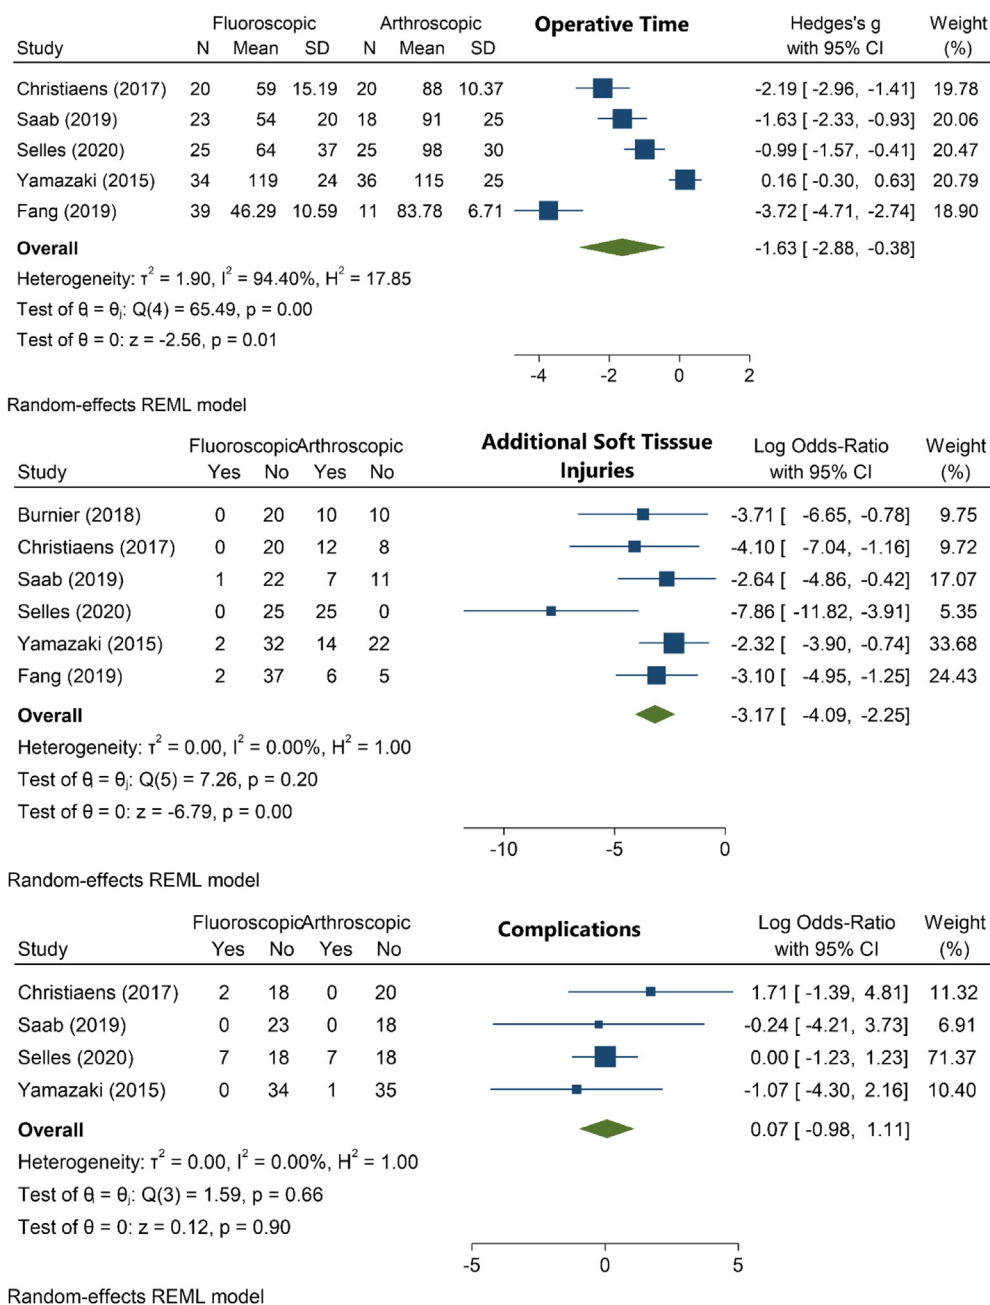 Fluoroscopic Arthroscopic Operative Time Hedges's g Weight
Study N Mean SD N Mean SD with 95% CI (%)
Christiaens (2017) 20 59 15.19 20 88 10.37 -2.19 [ -2.96, -1.41] 19.78
Saab (2019) 23 54 20 18 91 25 -1.63 [ -2.33, -0.93] 20.06
Selles (2020) 25 64 37 25 98 30 -0.99 [ -1.57, -0.41] 20.47
Yamazaki (2015) 34 119 24 36 115 25 0.16 [ -0.30, 0.63] 20.79
Fang (2019) 39 46.29 10.59 11 83.78 6.71 -3.72 [ -4.71, -2.74] 18.90
Overall -1.63 [ -2.88, -0.38]
Heterogeneity: τ² = 1.90, I² = 94.40%, H² = 17.85
Test of θᵢ = θⱼ: Q(4) = 65.49, p = 0.00
Test of θ = 0: z = -2.56, p = 0.01
-4 -2 0 2
Random-effects REML model
FluoroscopicArthroscopic Additional Soft Tisssue Log Odds-Ratio Weight
Study Yes No Yes No Injuries with 95% CI (%)
Burnier (2018) 0 20 10 10 -3.71 [ -6.65, -0.78] 9.75
Christiaens (2017) 0 20 12 8 -4.10 [ -7.04, -1.16] 9.72
Saab (2019) 1 22 7 11 -2.64 [ -4.86, -0.42] 17.07
Selles (2020) 0 25 25 0 -7.86 [ -11.82, -3.91] 5.35
Yamazaki (2015) 2 32 14 22 -2.32 [ -3.90, -0.74] 33.68
Fang (2019) 2 37 6 5 -3.10 [ -4.95, -1.25] 24.43
Overall -3.17 [ -4.09, -2.25]
Heterogeneity: τ² = 0.00, I² = 0.00%, H² = 1.00
Test of θᵢ = θⱼ: Q(5) = 7.26, p = 0.20
Test of θ = 0: z = -6.79, p = 0.00
-10 -5 0
Random-effects REML model
FluoroscopicArthroscopic Complications Log Odds-Ratio Weight
Study Yes No Yes No with 95% CI (%)
Christiaens (2017) 2 18 0 20 1.71 [ -1.39, 4.81] 11.32
Saab (2019) 0 23 0 18 -0.24 [ -4.21, 3.73] 6.91
Selles (2020) 7 18 7 18 0.00 [ -1.23, 1.23] 71.37
Yamazaki (2015) 0 34 1 35 -1.07 [ -4.30, 2.16] 10.40
Overall 0.07 [ -0.98, 1.11]
Heterogeneity: τ² = 0.00, I² = 0.00%, H² = 1.00
Test of θᵢ = θⱼ: Q(3) = 1.59, p = 0.66
Test of θ = 0: z = 0.12, p = 0.90
-5 0 5
Random-effects REML model